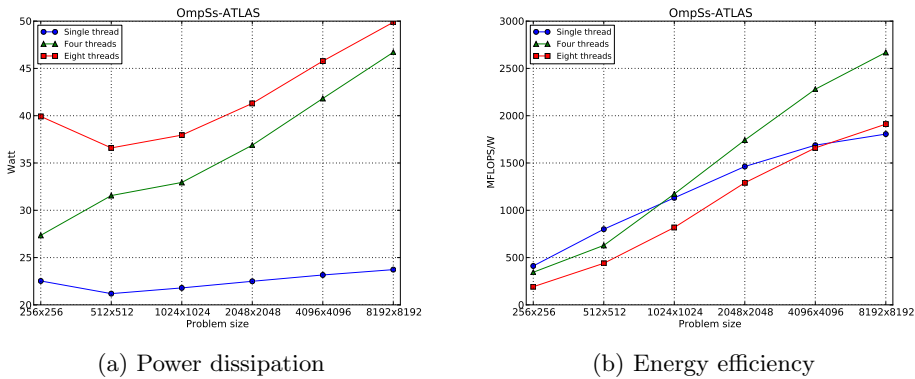 OmpSs-ATLAS
50
45
40
35
30
25
20
Watt
Single thread
Four threads
Eight threads
256x256
512x512
1024x1024
2048x2048
4096x4096
8192x8192
Problem size
(a) Power dissipation
OmpSs-ATLAS
3000
2500
2000
1500
1000
500
0
MFLOPS/W
Single thread
Four threads
Eight threads
256x256
512x512
1024x1024
2048x2048
4096x4096
8192x8192
Problem size
(b) Energy efficiency